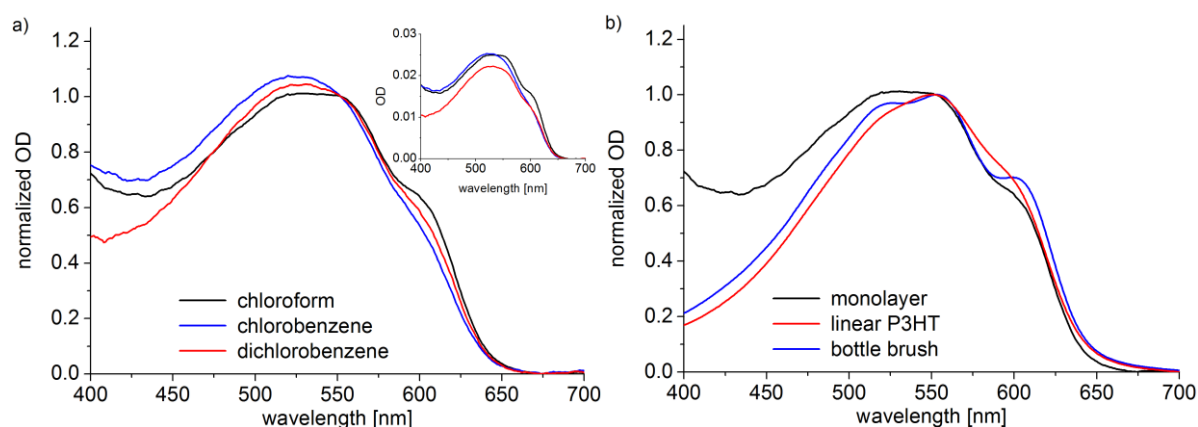 a)
normalized OD
1.2
1.0
0.8
0.6
0.4
0.2
0.0
400 450 500 550 600 650 700
wavelength [nm]
chloroform
chlorobenzene
dichlorobenzene
OD
0.03
0.02
0.01
0.00
400 500 600 700
wavelength [nm]
b)
normalized OD
1.2
1.0
0.8
0.6
0.4
0.2
0.0
400 450 500 550 600 650 700
wavelength [nm]
monolayer
linear P3HT
bottle brush